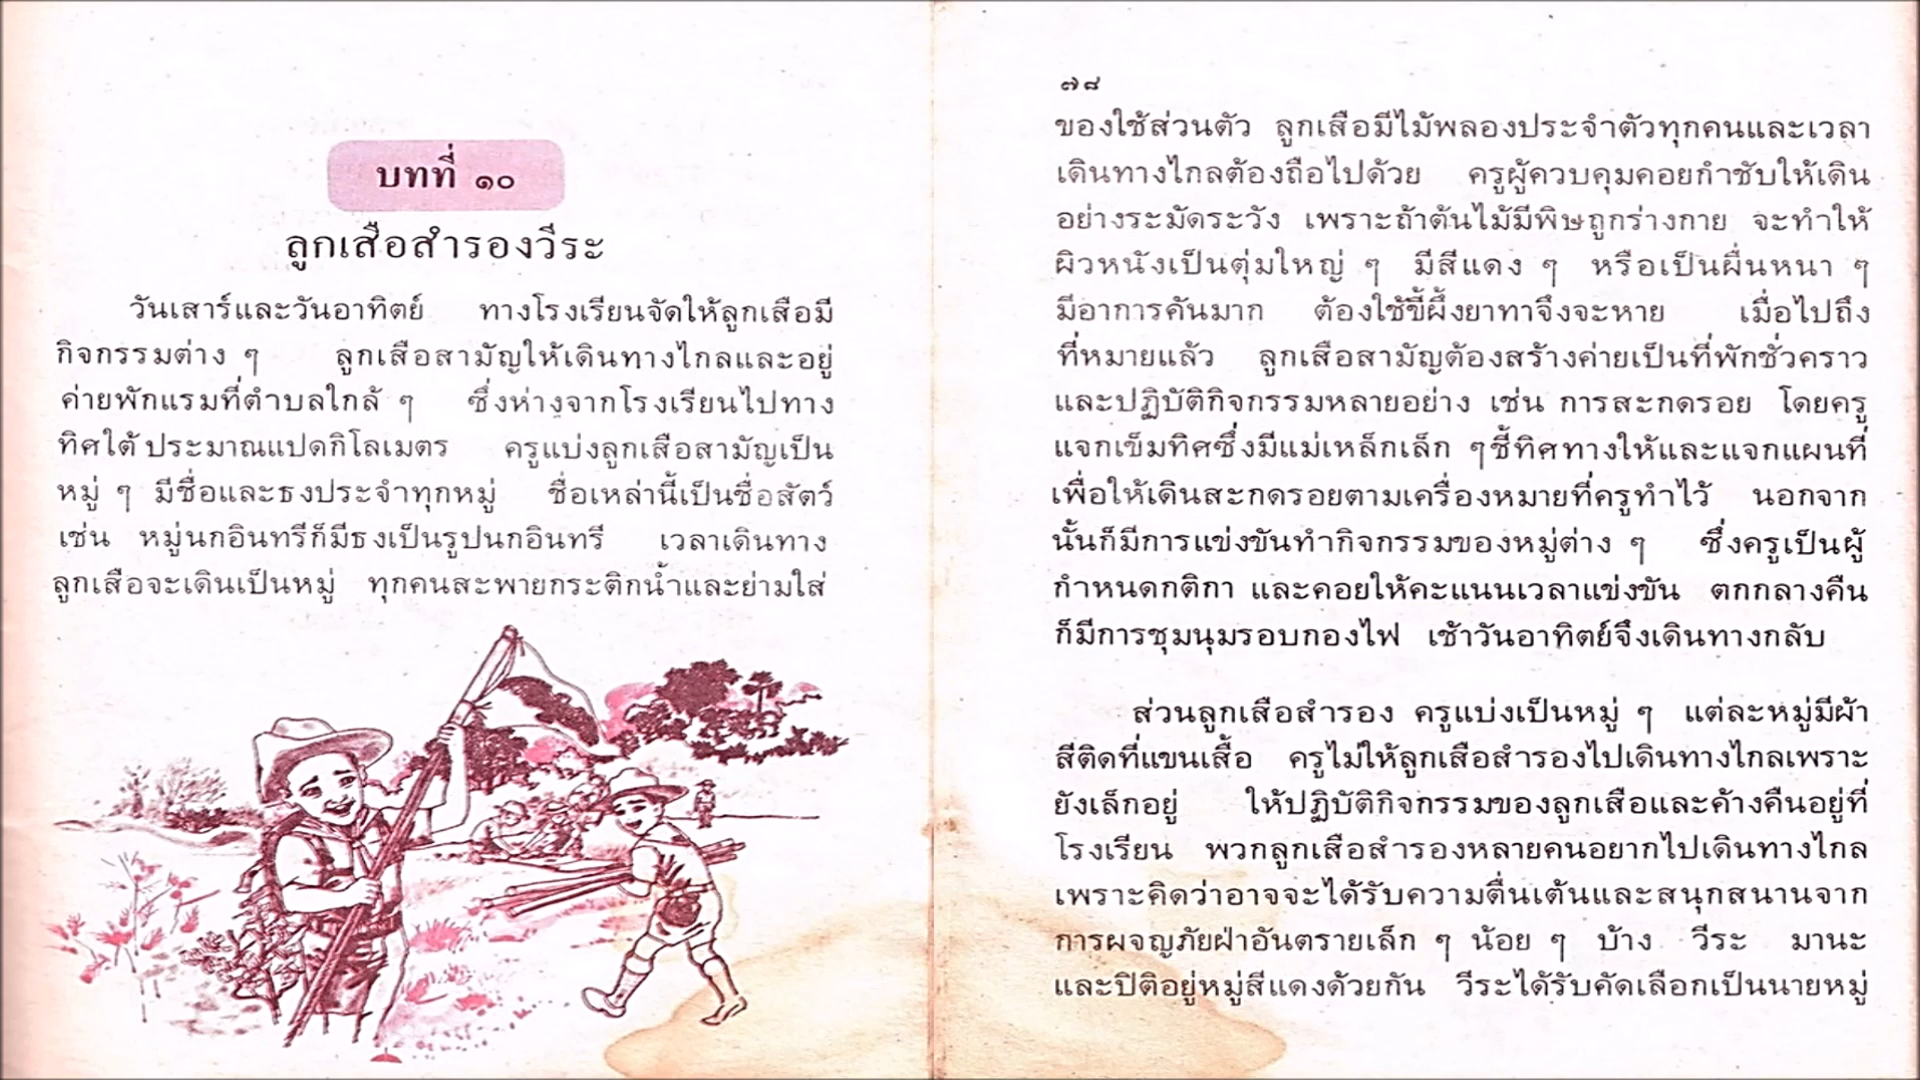 บทที่ ๑๐
ลูกเสือสำรองวีระ
วันเสาร์และวันอาทิตย์ ทางโรงเรียนจัดให้ลูกเสือมี
กิจกรรมต่าง ๆ ลูกเสือสามัญให้เดินทางไกลและอยู่
ค่ายพักแรมที่ตำบลใกล้ ๆ ซึ่งห่างจากโรงเรียนไปทาง
ทิศใต้ ประมาณแปดกิโลเมตร ครูแบ่งลูกเสือสามัญเป็น
หมู่ ๆ มีชื่อและธงประจำทุกหมู่ ชื่อเหล่านี้เป็นชื่อสัตว์
เช่น หมู่นกอินทรีก็มีธงเป็นรูปนกอินทรี เวลาเดินทาง
ลูกเสือจะเดินเป็นหมู่ ทุกคนสะพายกระติกน้ำและย่ามใส่
๗๘
ของใช้ส่วนตัว ลูกเสือมีไม้พลองประจำตัวทุกคนและเวลา
เดินทางไกลต้องถือไปด้วย ครูผู้ควบคุมคอยกำชับให้เดิน
อย่างระมัดระวัง เพราะถ้าต้นไม้มีพิษถูกร่างกาย จะทำให้
ผิวหนังเป็นตุ่มใหญ่ ๆ มีสีแดง ๆ หรือเป็นผื่นหนา ๆ
มีอาการคันมาก ต้องใช้ขี้ผึ้งยาทาจึงจะหาย เมื่อไปถึง
ที่หมายแล้ว ลูกเสือสามัญต้องสร้างค่ายเป็นที่พักชั่วคราว
และปฏิบัติกิจกรรมหลายอย่าง เช่น การสะกดรอย โดยครู
แจกเข็มทิศซึ่งมีแม่เหล็กเล็ก ๆชี้ทิศทางให้และแจกแผนที่
เพื่อให้เดินสะกดรอยตามเครื่องหมายที่ครูทำไว้ นอกจาก
นั้นก็มีการแข่งขันทำกิจกรรมของหมู่ต่าง ๆ ซึ่งครูเป็นผู้
กำหนดกติกา และคอยให้คะแนนเวลาแข่งขัน ตกกลางคืน
ก็มีการชุมนุมรอบกองไฟ เช้าวันอาทิตย์จึงเดินทางกลับ
ส่วนลูกเสือสำรอง ครูแบ่งเป็นหมู่ ๆ แต่ละหมู่มีผ้า
สีติดที่แขนเสื้อ ครูไม่ให้ลูกเสือสำรองไปเดินทางไกลเพราะ
ยังเล็กอยู่ ให้ปฏิบัติกิจกรรมของลูกเสือและค้างคืนอยู่ที่
โรงเรียน พวกลูกเสือสำรองหลายคนอยากไปเดินทางไกล
เพราะคิดว่าอาจจะได้รับความตื่นเต้นและสนุกสนานจาก
การผจญภัยฝ่าอันตรายเล็ก ๆ น้อย ๆ บ้าง วีระ มานะ
และปิติอยู่หมู่สีแดงด้วยกัน วีระได้รับคัดเลือกเป็นนายหมู่